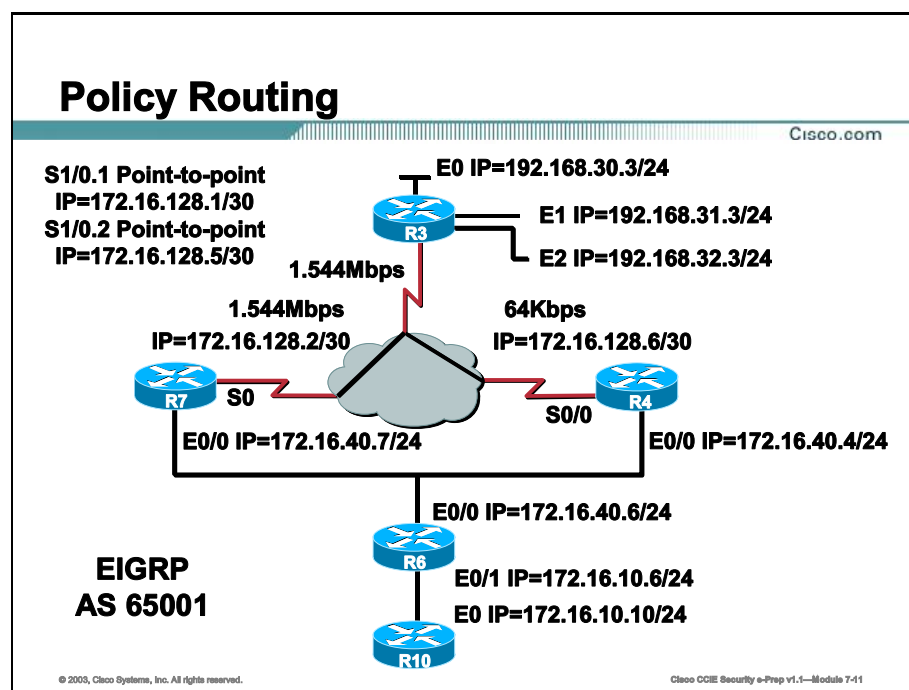 Policy Routing
Cisco.com
S1/0.1 Point-to-point
IP=172.16.128.1/30
S1/0.2 Point-to-point
IP=172.16.128.5/30
E0 IP=192.168.30.3/24
R3
E1 IP=192.168.31.3/24
E2 IP=192.168.32.3/24
1.544Mbps
1.544Mbps
IP=172.16.128.2/30
64Kbps
IP=172.16.128.6/30
R7
S0
S0/0
R4
E0/0 IP=172.16.40.7/24
E0/0 IP=172.16.40.4/24
E0/0 IP=172.16.40.6/24
R6
E0/1 IP=172.16.10.6/24
E0 IP=172.16.10.10/24
R10
EIGRP
AS 65001
© 2003, Cisco Systems, Inc. All rights reserved.
Cisco CCIE Security e-Prep v1.1—Module 7-11